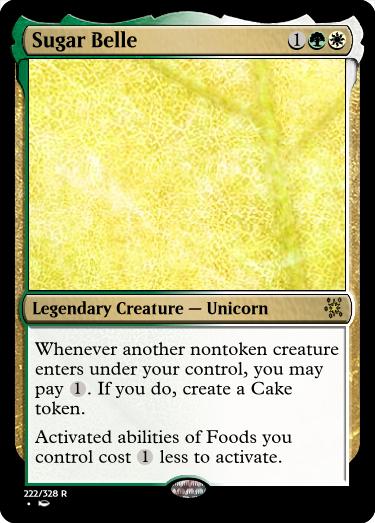 Sugar Belle 1
Legendary Creature — Unicorn
Whenever another nontoken creature
enters under your control, you may
pay 1. If you do, create a Cake
token.
Activated abilities of Foods you
control cost 1 less to activate.
222/328 R